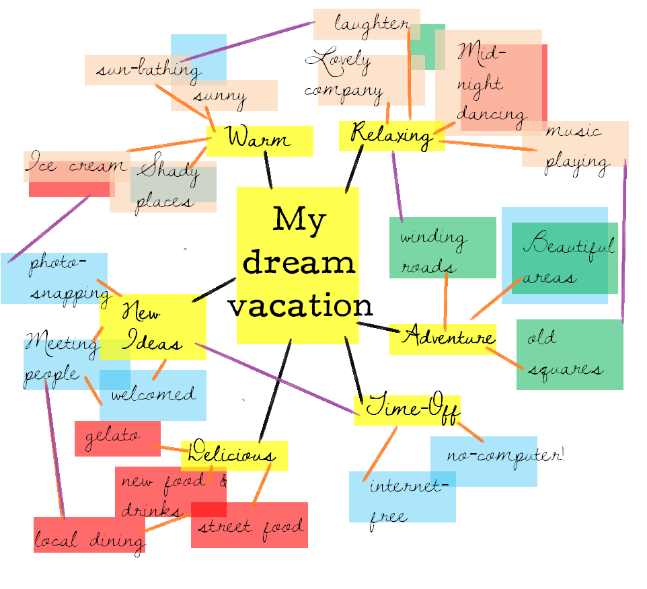 laughter
sun-bathing
sunny
Lovely
company
Mid-
night
dancing
Warm
Relaxing
music
playing
Ice cream
Shady
places
My
dream
vacation
winding
roads
Beautiful
areas
photo-
snapping
New
Ideas
Meeting
people
welcomed
Adventure
old
squares
Time-Off
gelato
Delicious
no-computer!
new food &
drinks
internet-
free
street food
local dining